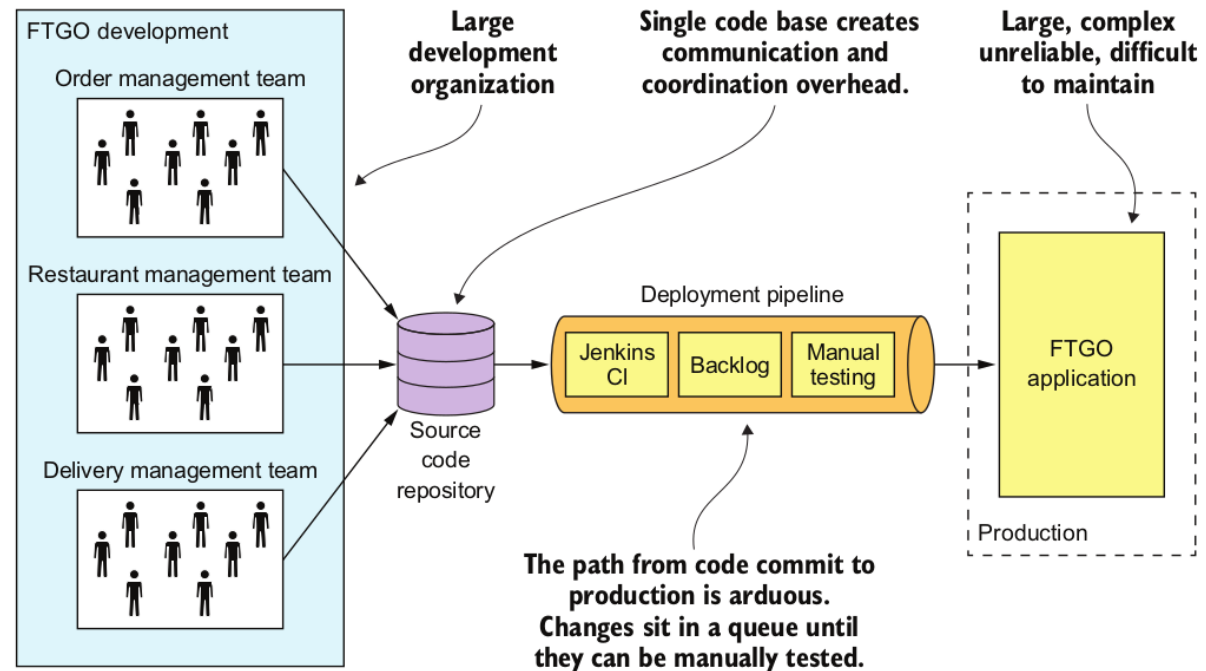 FTGO development
Order management team
Restaurant management team
Delivery management team
Large
development
organization
Single code base creates
communication and
coordination overhead.
Large, complex
unreliable, difficult
to maintain
Source
code
repository
Deployment pipeline
Jenkins
CI
Backlog
Manual
testing
FTGO
application
Production
The path from code commit to
production is arduous.
Changes sit in a queue until
they can be manually tested.